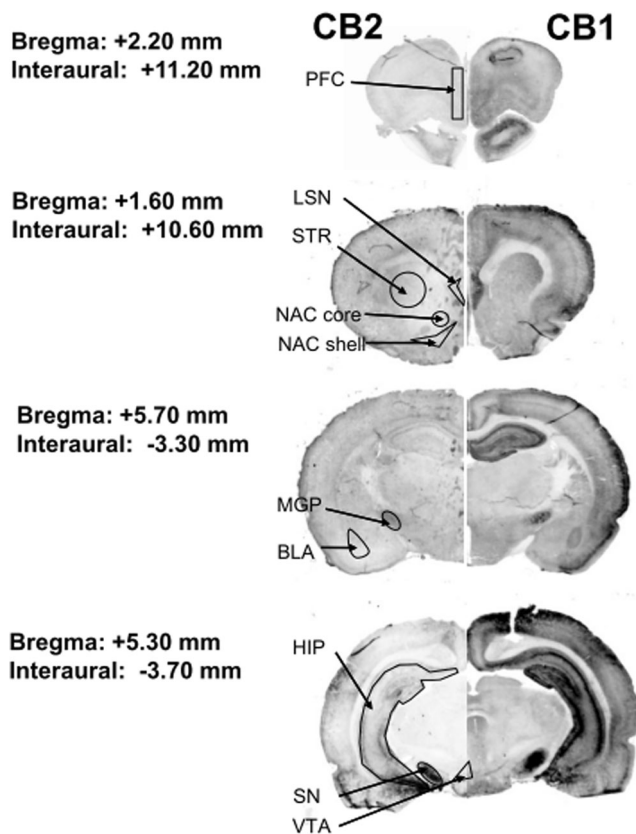 CB2 CB1
Bregma: +2.20 mm
Interaural: +11.20 mm
PFC
Bregma: +1.60 mm
Interaural: +10.60 mm
LSN
STR
NAC core
NAC shell
Bregma: +5.70 mm
Interaural: -3.30 mm
MGP
BLA
Bregma: +5.30 mm
Interaural: -3.70 mm
HIP
SN
VTA